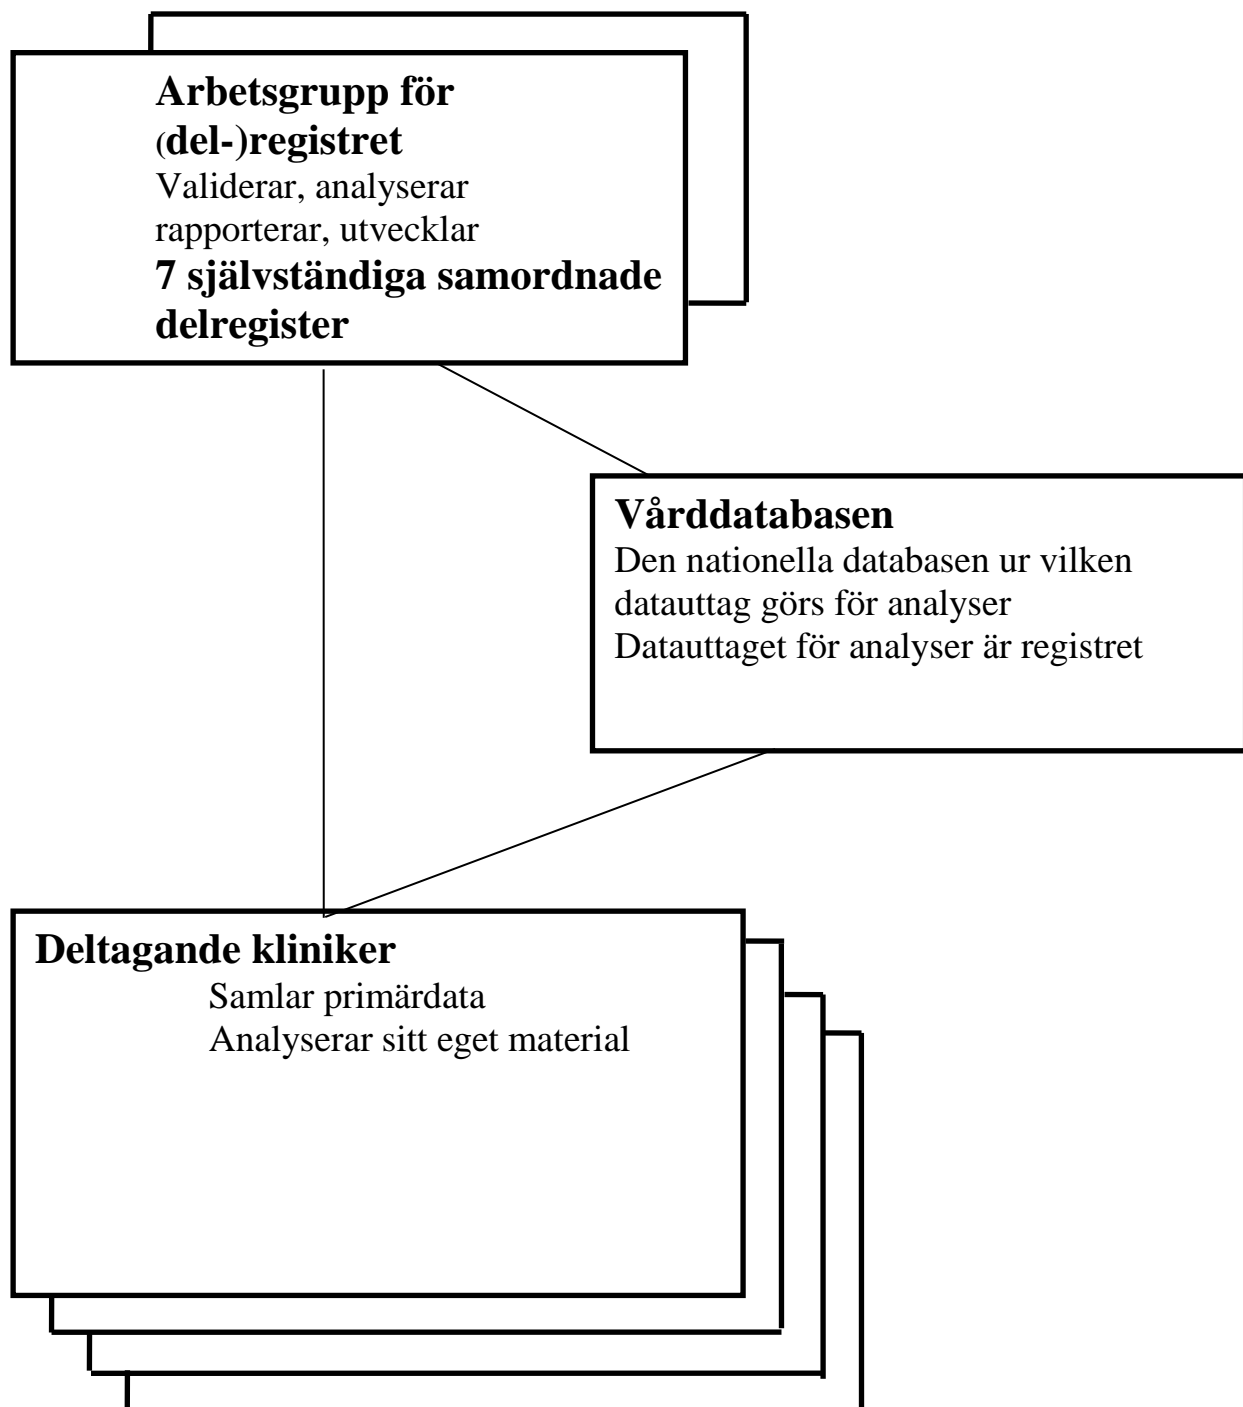 Arbetsgrupp för
(del-)registret
Validerar, analyserar
rapporterar, utvecklar
7 självständiga samordnade
delregister
Vårddatabasen
Den nationella databasen ur vilken
datauttag görs för analyser
Datauttaget för analyser är registret
Deltagande kliniker
Samlar primärdata
Analyserar sitt eget material